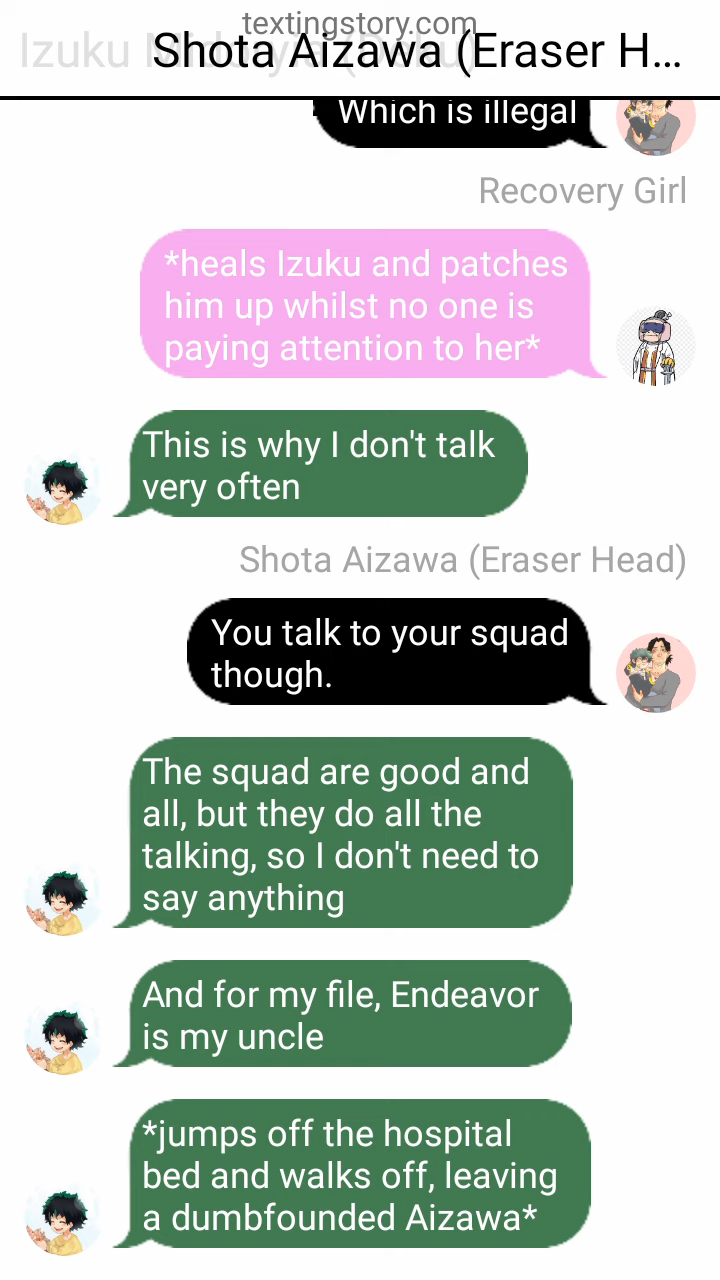 textingstory.com
Izuku Midoriya (Deku)
Shota Aizawa (Eraser H...
Which is illegal
Recovery Girl
*heals Izuku and patches
him up whilst no one is
paying attention to her*
This is why I don't talk
very often
Shota Aizawa (Eraser Head)
You talk to your squad
though.
The squad are good and
all, but they do all the
talking, so I don't need to
say anything
And for my file, Endeavor
is my uncle
*jumps off the hospital
bed and walks off, leaving
a dumbfounded Aizawa*